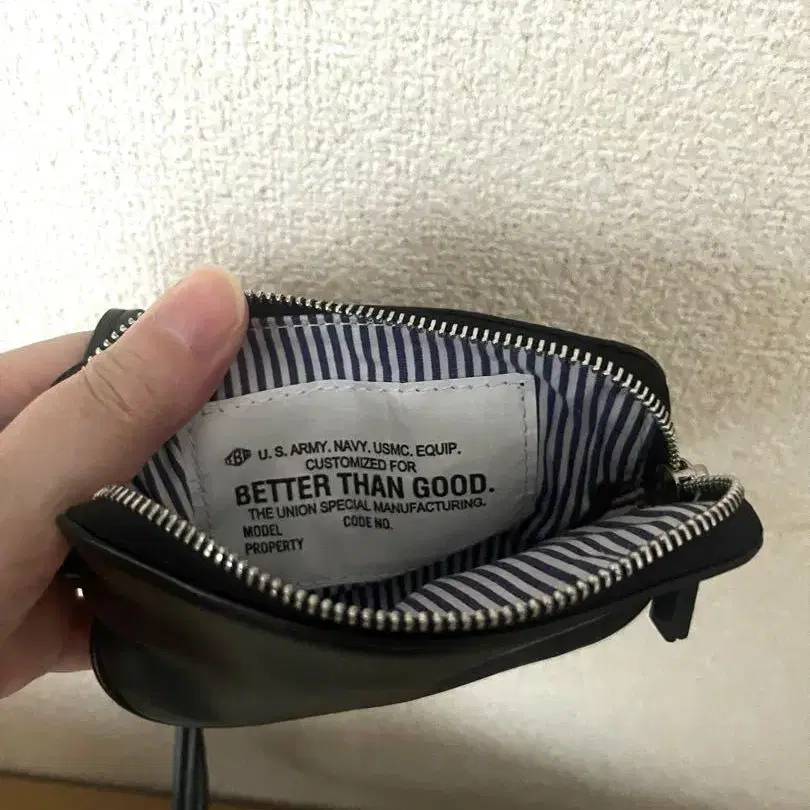 U. S. ARMY. NAVY. USMC. EQUIP.
CUSTOMIZED FOR
BETTER THAN GOOD.
THE UNION SPECIAL MANUFACTURING.
MODEL CODE NO.
PROPERTY